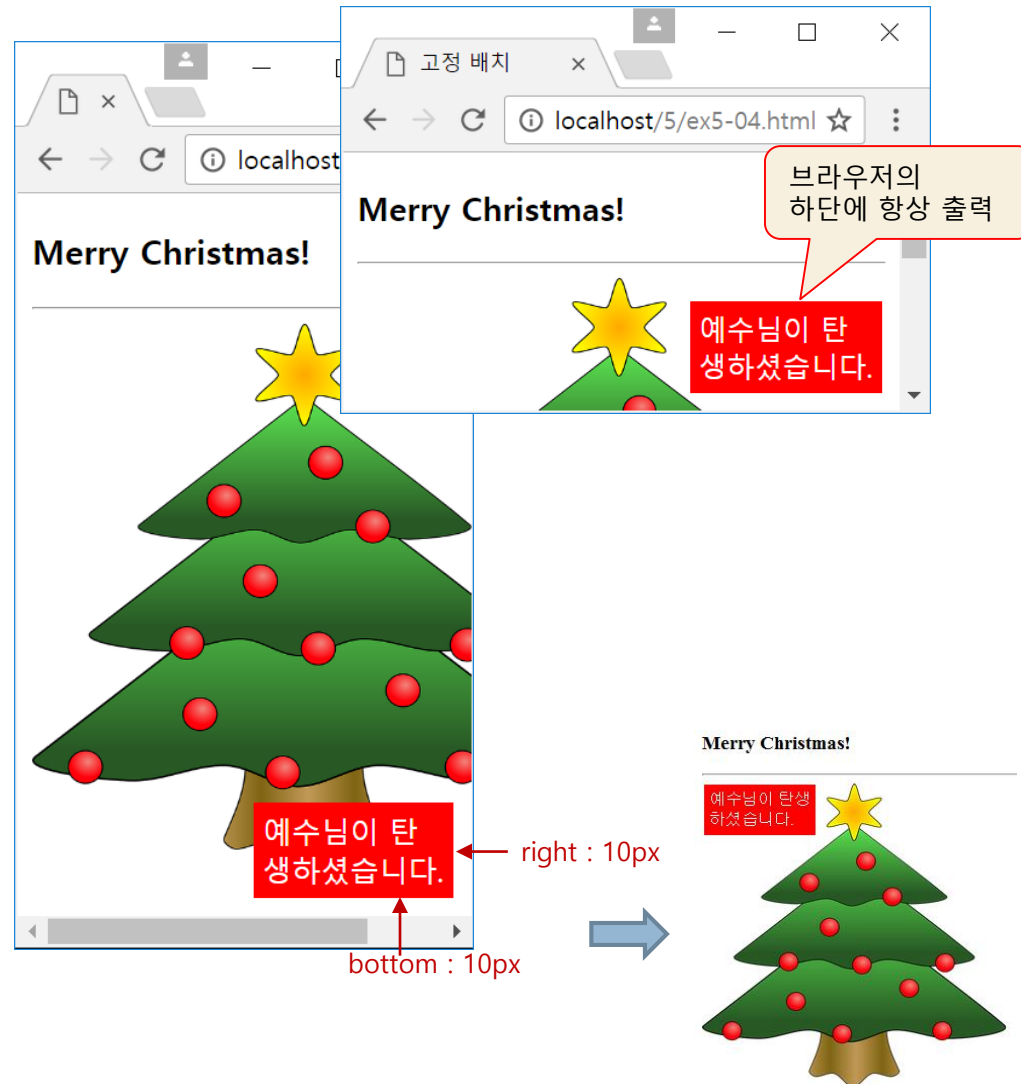 고정 배치
localhost/5/ex5-04.html
Merry Christmas!
브라우저의
하단에 항상 출력
예수님이 탄
생하셨습니다.
localhost
Merry Christmas!
예수님이 탄
생하셨습니다.
right : 10px
bottom : 10px
Merry Christmas!
예수님이 탄생
하셨습니다.